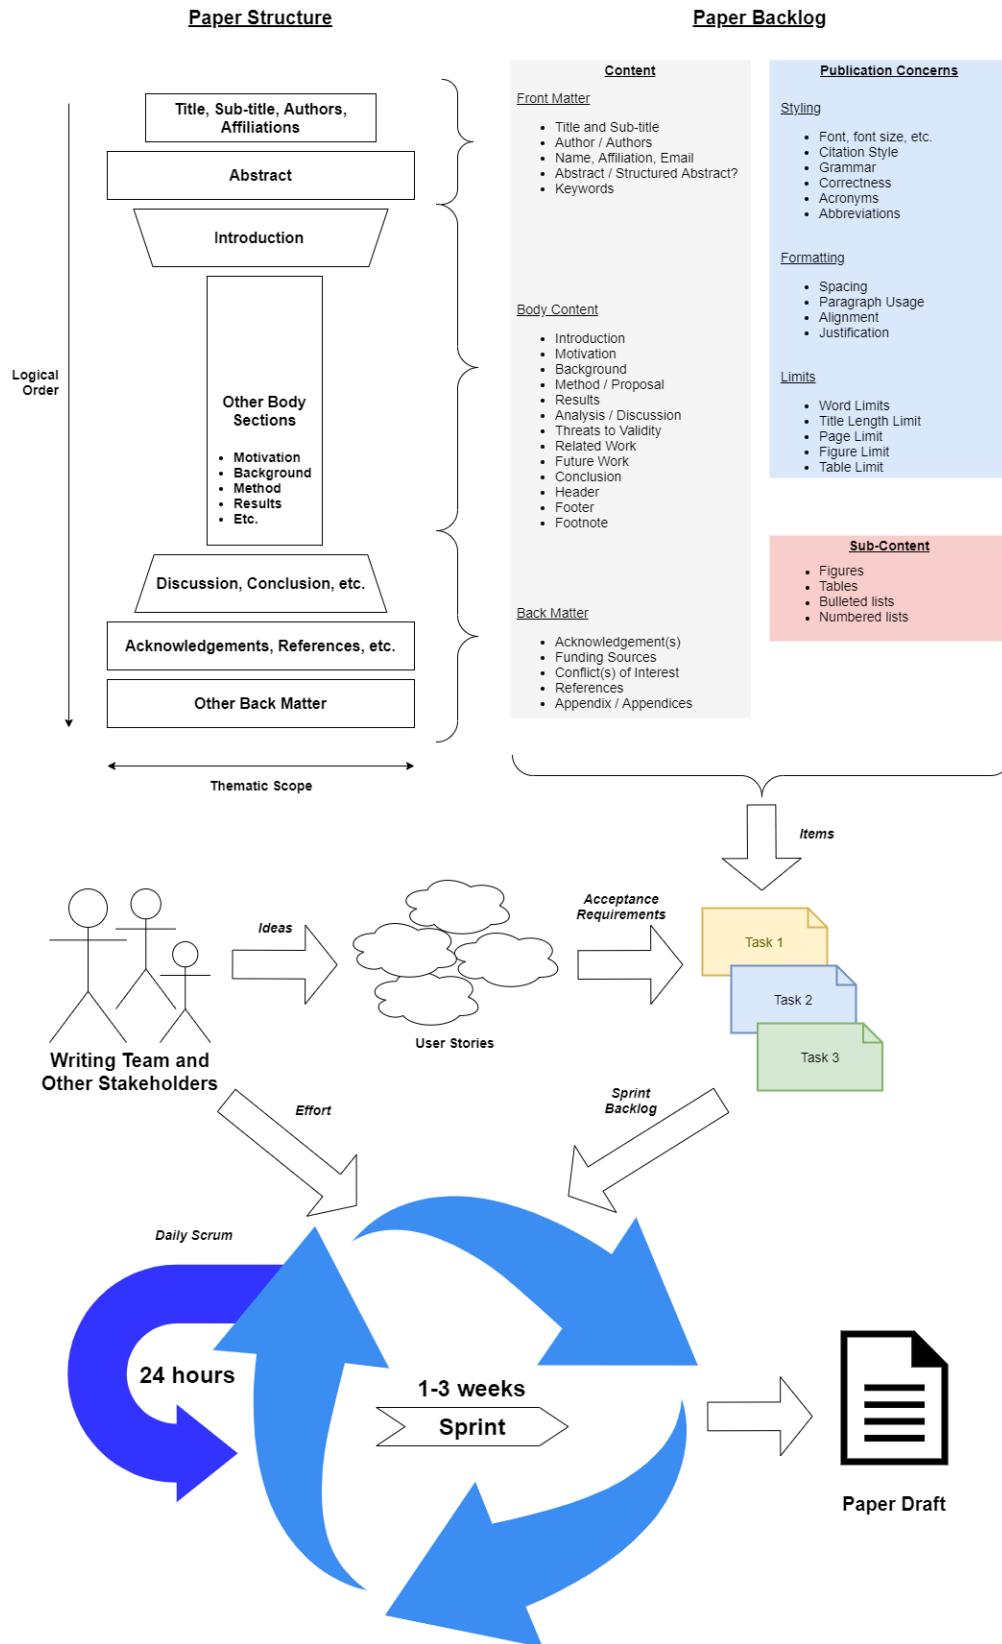 Paper Structure
Title, Sub-title, Authors,
Affiliations
Abstract
Introduction
Other Body
Sections
• Motivation
• Background
• Method
• Results
• Etc.
Discussion, Conclusion, etc.
Acknowledgements, References, etc.
Other Back Matter
Logical
Order
Thematic Scope
Paper Backlog
Content
Front Matter
• Title and Sub-title
• Author / Authors
• Name, Affiliation, Email
• Abstract / Structured Abstract?
• Keywords
Body Content
• Introduction
• Motivation
• Background
• Method / Proposal
• Results
• Analysis / Discussion
• Threats to Validity
• Related Work
• Future Work
• Conclusion
• Header
• Footer
• Footnote
Back Matter
• Acknowledgement(s)
• Funding Sources
• Conflict(s) of Interest
• References
• Appendix / Appendices
Publication Concerns
Styling
• Font, font size, etc.
• Citation Style
• Grammar
• Correctness
• Acronyms
• Abbreviations
Formatting
• Spacing
• Paragraph Usage
• Alignment
• Justification
Limits
• Word Limits
• Title Length Limit
• Page Limit
• Figure Limit
• Table Limit
Sub-Content
• Figures
• Tables
• Bulleted lists
• Numbered lists
Items
Writing Team and
Other Stakeholders
Ideas
User Stories
Acceptance
Requirements
Task 1
Task 2
Task 3
Effort
Sprint
Backlog
Daily Scrum
24 hours
1-3 weeks
Sprint
Paper Draft